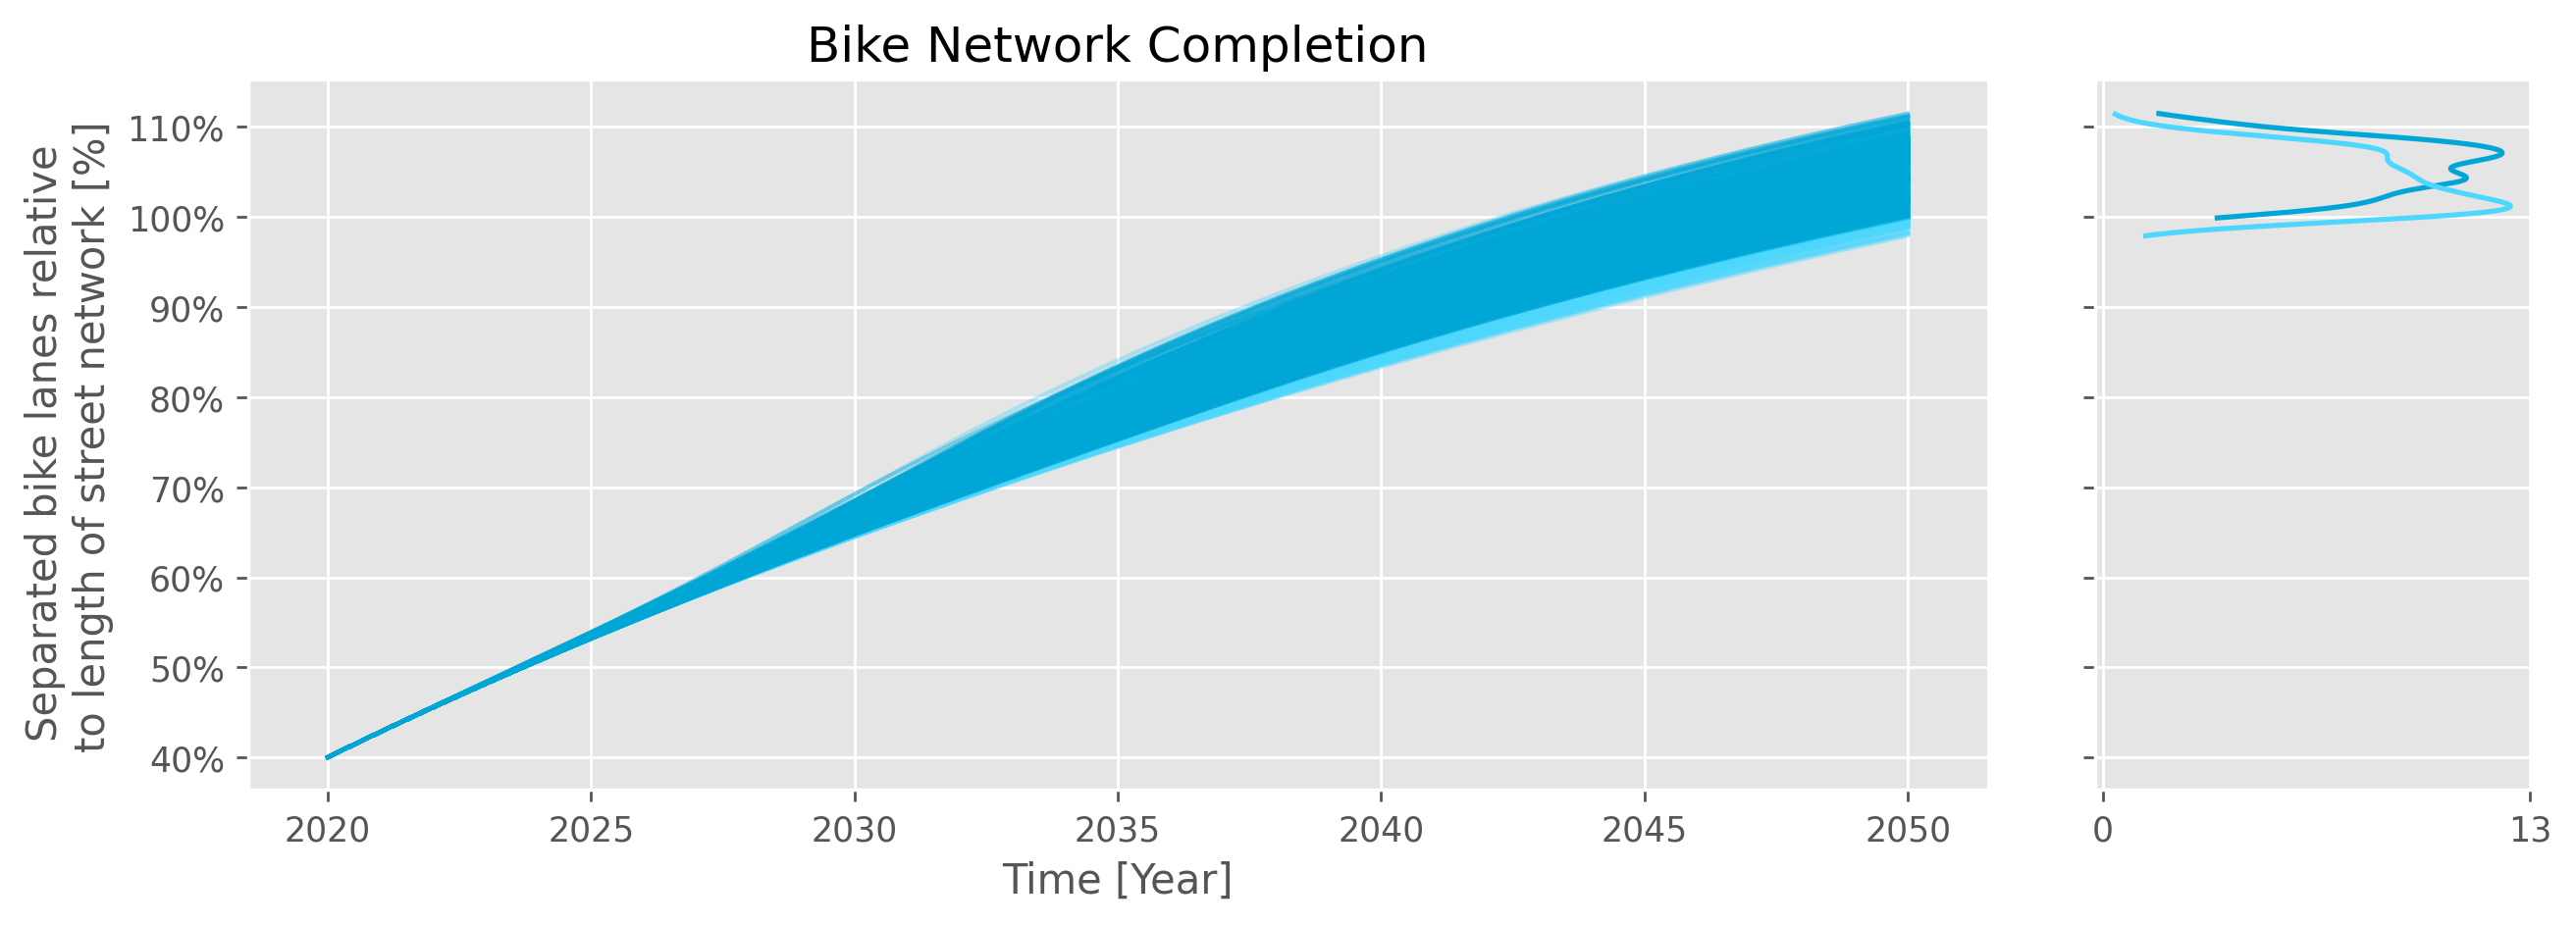 Bike Network Completion
Separated bike lanes relative
to length of street network [%]
110%
100%
90%
80%
70%
60%
50%
40%
2020 2025 2030 2035 2040 2045 2050
Time [Year]
0 13